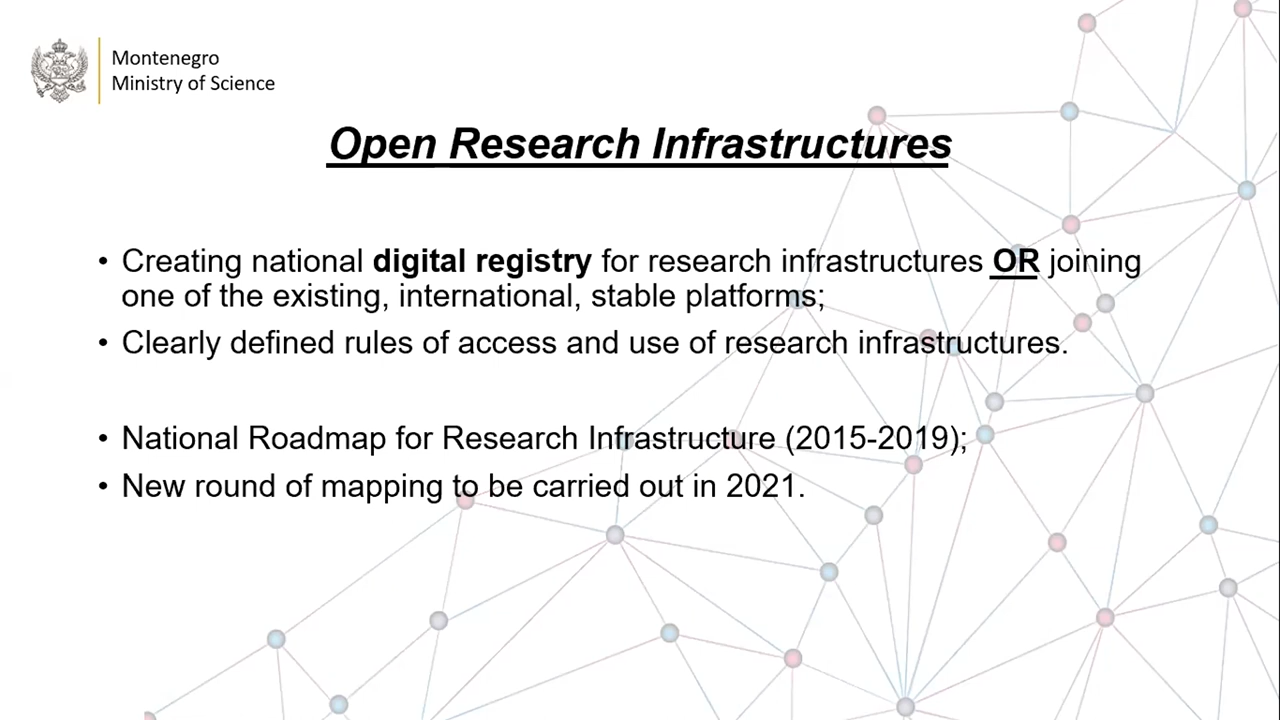 Montenegro
Ministry of Science
Open Research Infrastructures
• Creating national digital registry for research infrastructures OR joining
one of the existing, international, stable platforms;
• Clearly defined rules of access and use of research infrastructures.
• National Roadmap for Research Infrastructure (2015-2019);
• New round of mapping to be carried out in 2021.